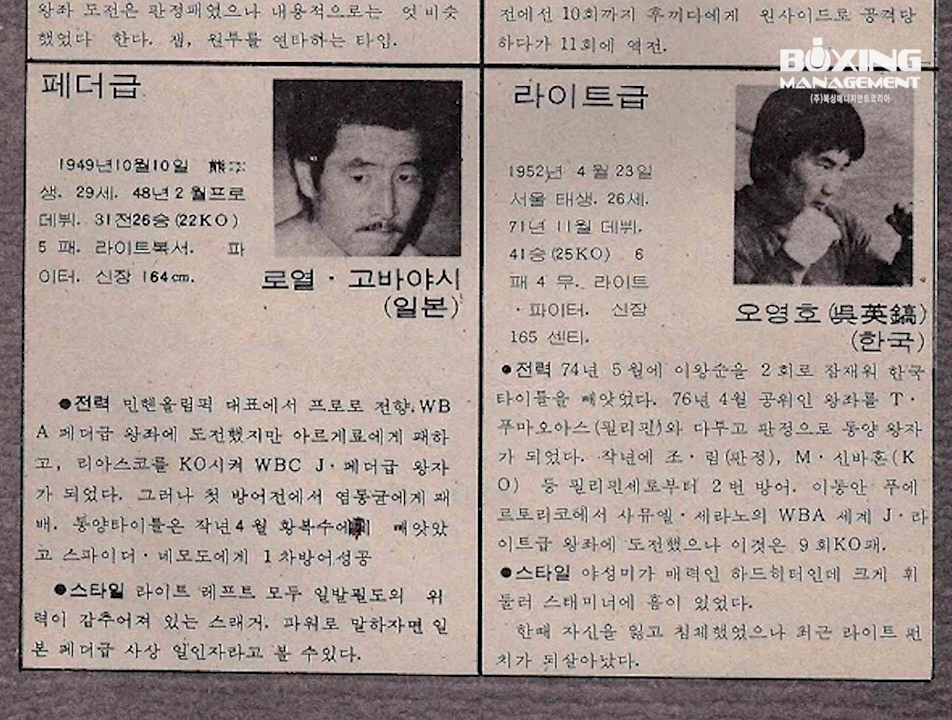 왕좌 도전은 판정패였으나 내용적으로는 엇비슷
했었다 한다. 잽, 원투를 연타하는 타입.
페더급
1949년10월10일 熊本
생. 29세. 48년 2월프로
데뷔. 31전26승(22KO)
5 패. 라이트복서. 파
이터. 신장 164cm.
로열·고바야시
(일본)
●전력 민헨올림픽 대표에서 프로로 전향. WB
A 페더급 왕좌에 도전했지만 아르게료에게 패하
고, 리아스코를 KO시켜 WBC J·페더급 왕자
가 되었다. 그러나 첫 방어전에서 염동균에게 패
배. 동양타이틀은 작년4월 황복수에게 빼앗았
고 스파이더·네모도에게 1차방어성공
●스타일 라이트 레프트 모두 일발필도의 위
력이 갖추어져 있는 스래거. 파워로 말하자면 일
본 페더급 사상 일인자라고 볼 수있다.
전에선 10회까지 후끼다에게 원사이드로 공격당
하다가 11회에 역전.
BOXING
MANAGEMENT
(주)복싱매니지먼트코리아
라이트급
1952년 4월 23일
서울 태생. 26세.
71년 11월 데뷔.
41승(25KO) 6
패 4 무. 라이트
·파이터. 신장
165 센티.
오영호(吳英鎬)
(한국)
●전력 74년 5월에 이왕순을 2회로 잠재워 한국
타이틀을 빼앗었다. 76년 4월 공위인 왕좌를 T·
푸마오아스(필리핀)와 다투고 판정으로 동양 왕자
가 되었다. 작년에 조·림(판정), M·신바혼(K
O) 등 필리핀세로부터 2번 방어. 이동안 푸에
르토리코에서 사뮤엘·세라노의 WBA 세계 J·라
이트급 왕좌에 도전했으나 이것은 9회KO패.
●스타일 야성미가 매력인 하드히터인데 크게 휘
둘러 스태미너에 흠이 있었다.
한때 자신을 잃고 침체했었으나 최근 라이트 펀
치가 되살아났다.